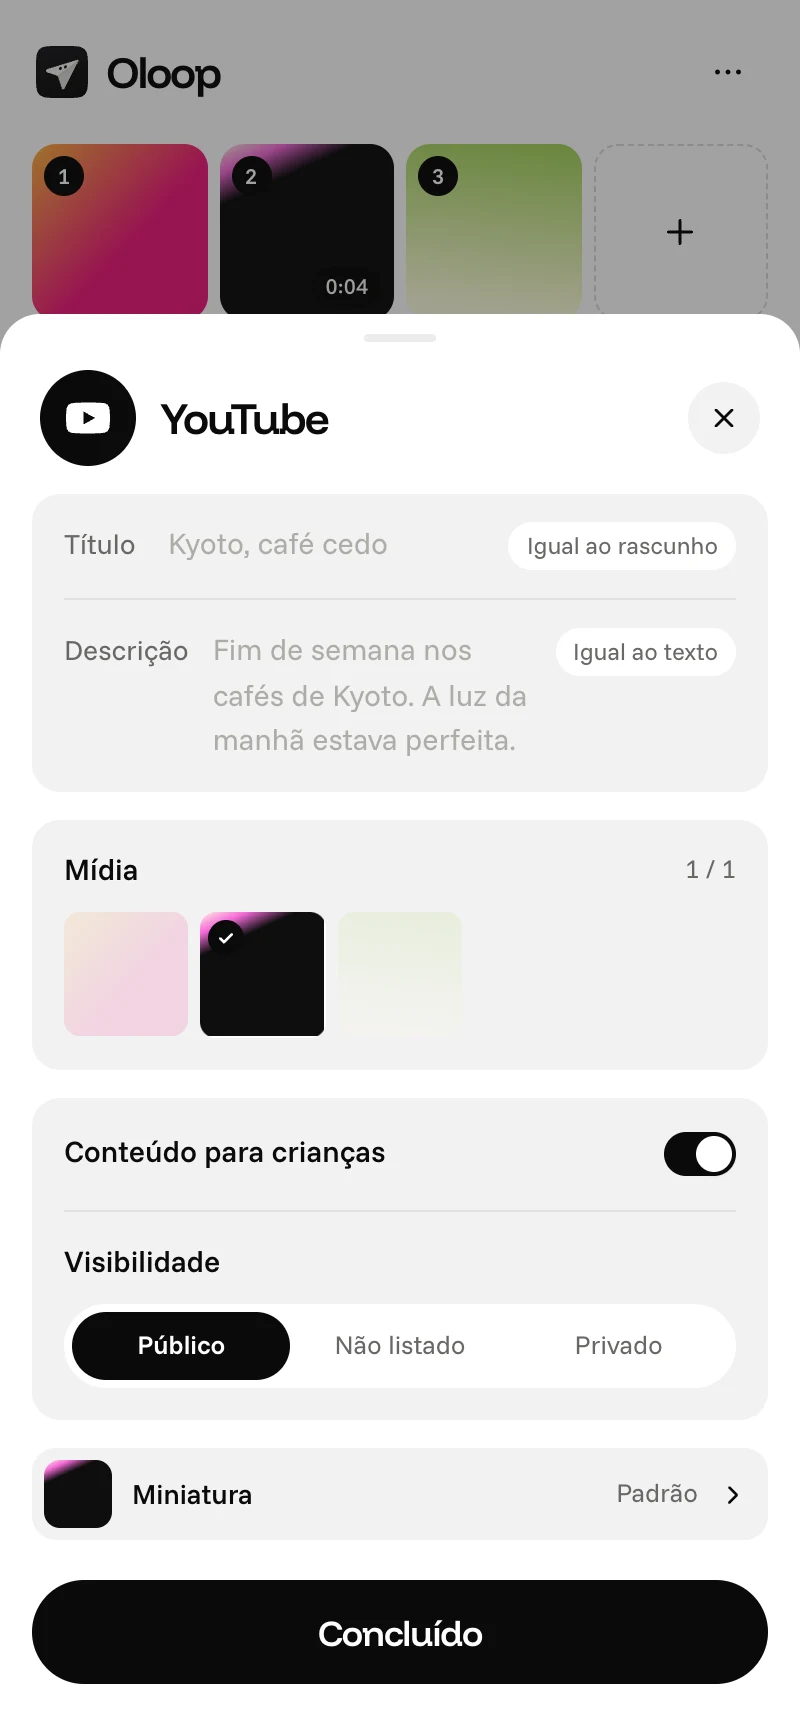 Oloop
1
2
3
0:04
YouTube
Título
Kyoto, café cedo
Igual ao rascunho
Descrição
Fim de semana nos
cafés de Kyoto. A luz da
manhã estava perfeita.
Igual ao texto
Mídia
1 / 1
Conteúdo para crianças
Visibilidade
Público
Não listado
Privado
Miniatura
Padrão
Concluído